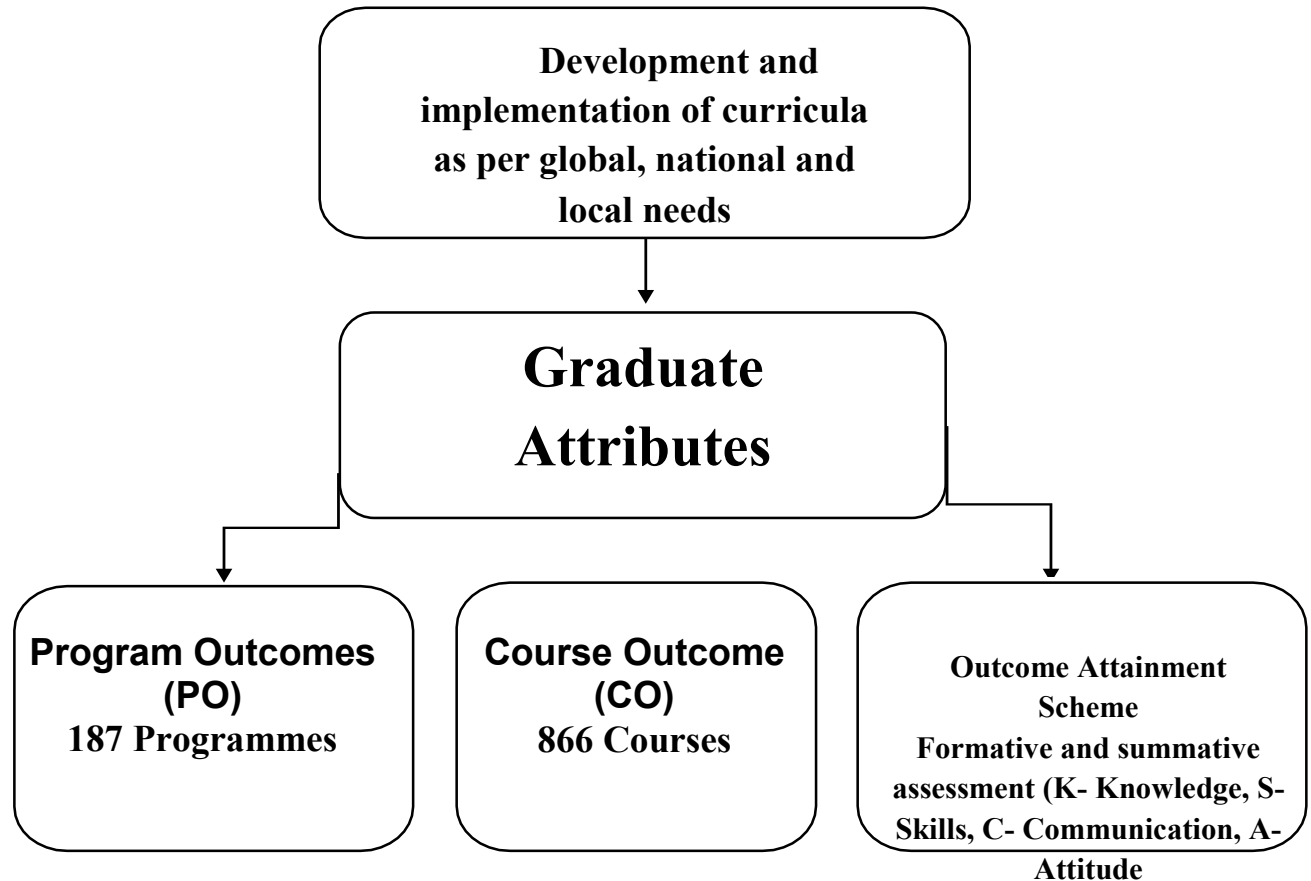 Development and
implementation of curricula
as per global, national and
local needs
Graduate
Attributes
Program Outcomes
(PO)
187 Programmes
Course Outcome
(CO)
866 Courses
Outcome Attainment
Scheme
Formative and summative
assessment (K- Knowledge, S-
Skills, C- Communication, A-
Attitude